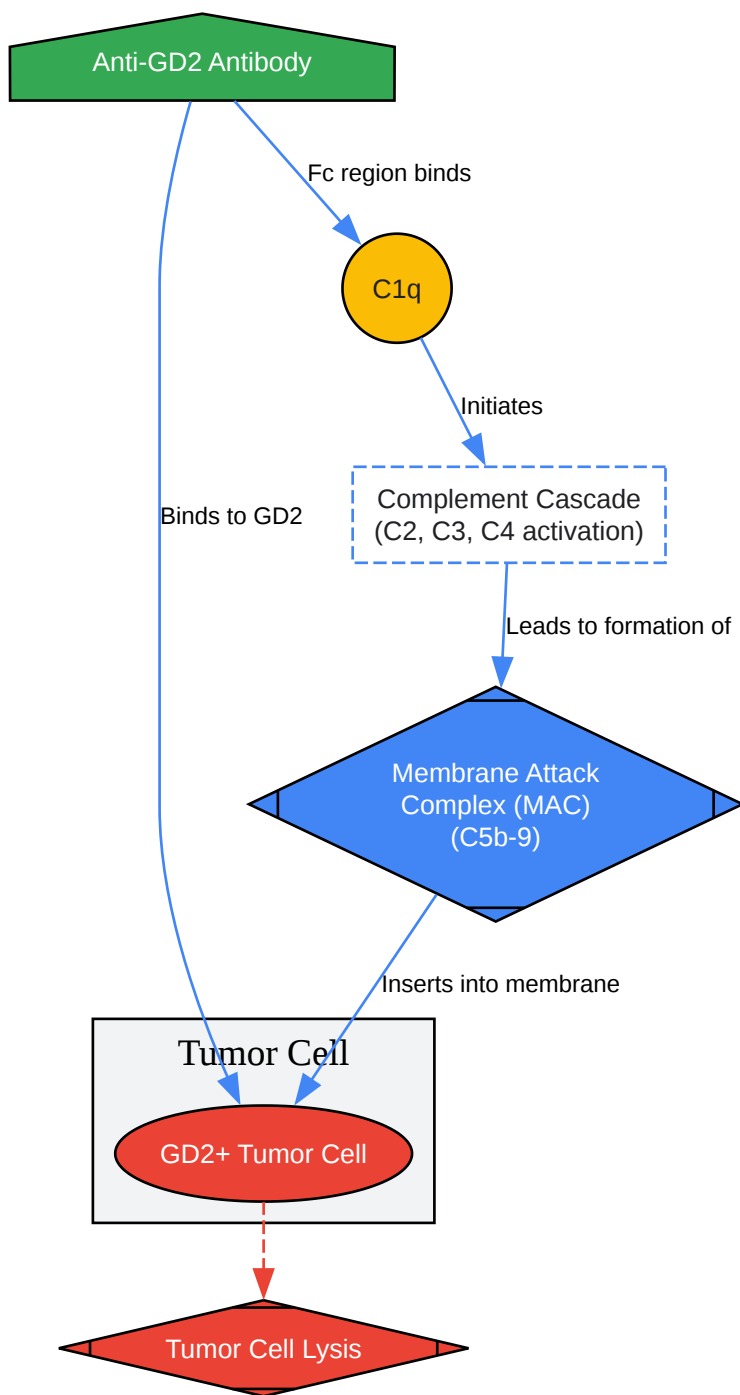 Anti-GD2 Antibody
Fc region binds
C1q
Initiates
Complement Cascade
(C2, C3, C4 activation)
Binds to GD2
Leads to formation of
Membrane Attack
Complex (MAC)
(C5b-9)
Inserts into membrane
Tumor Cell
GD2+ Tumor Cell
Tumor Cell Lysis